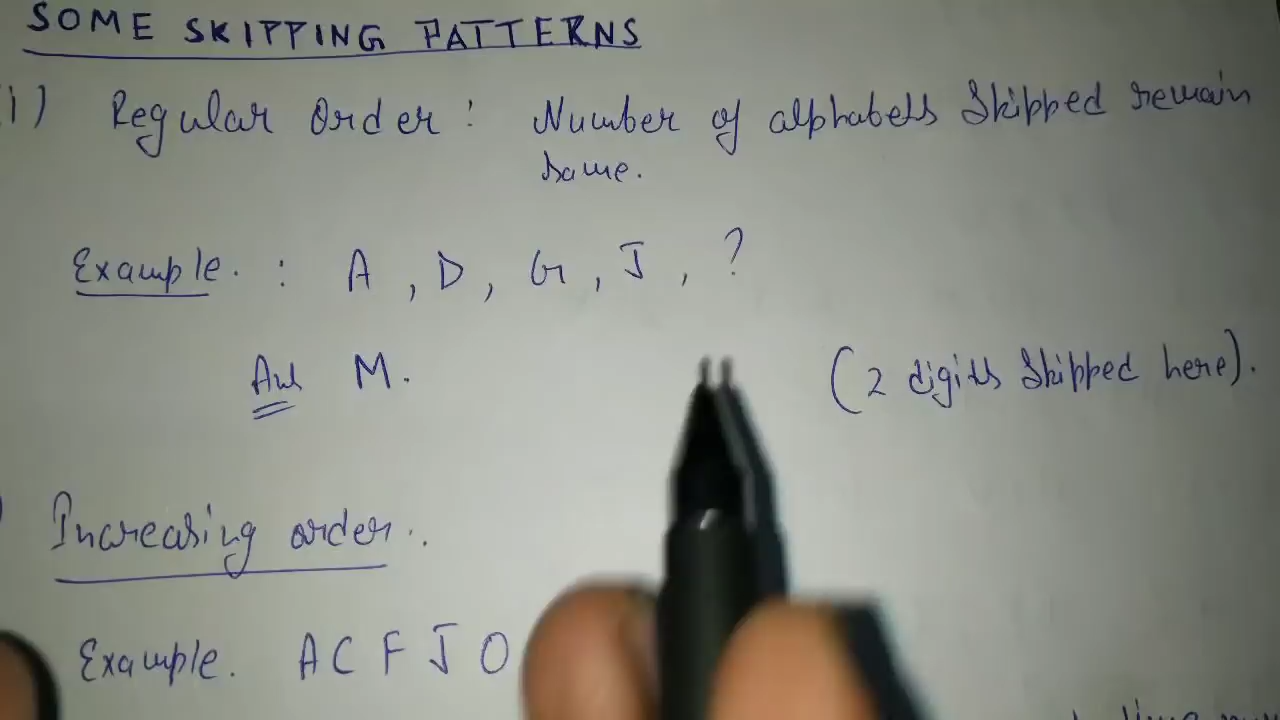 SOME SKIPPING PATTERNS
1) Regular Order : Number of alphabets Skipped remain
same.
Example. : A , D , G , J , ?
Ans M. (2 digits Skipped here).
Increasing order.
Example. A C F J O